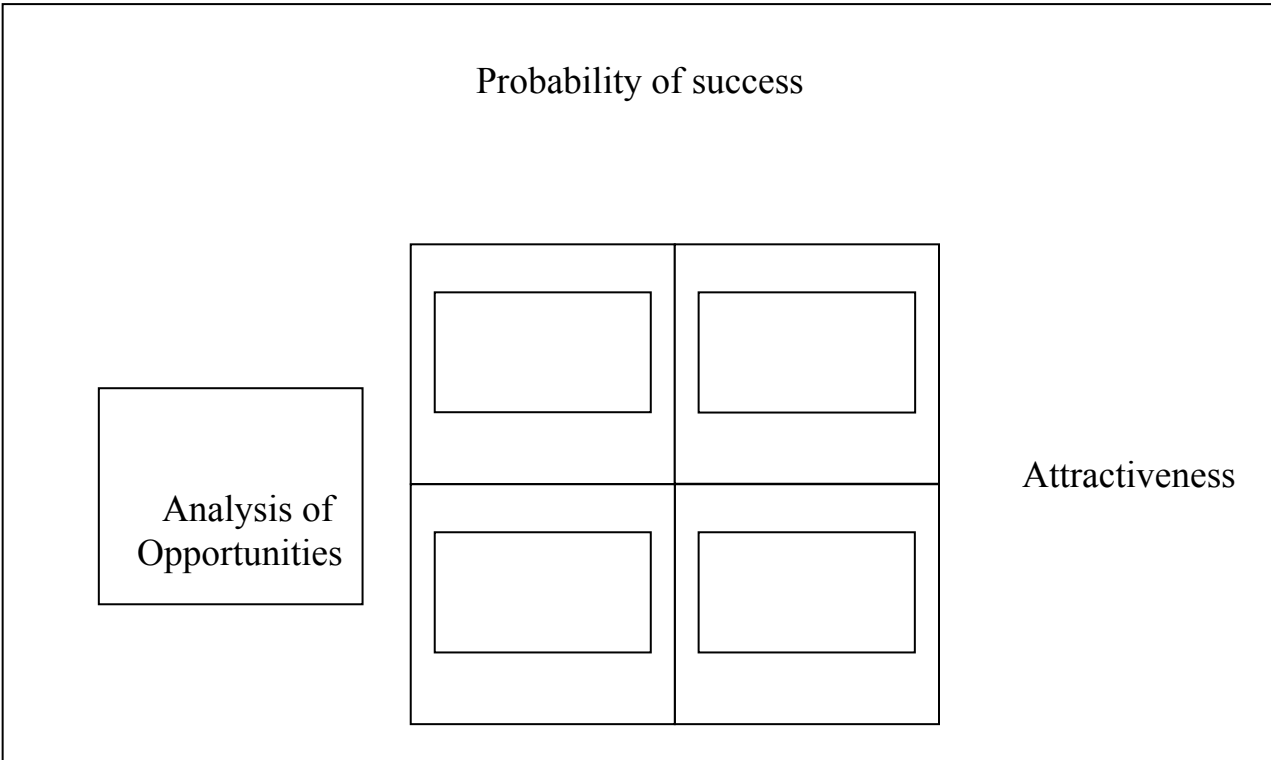 Probability of success
Attractiveness
Analysis of
Opportunities